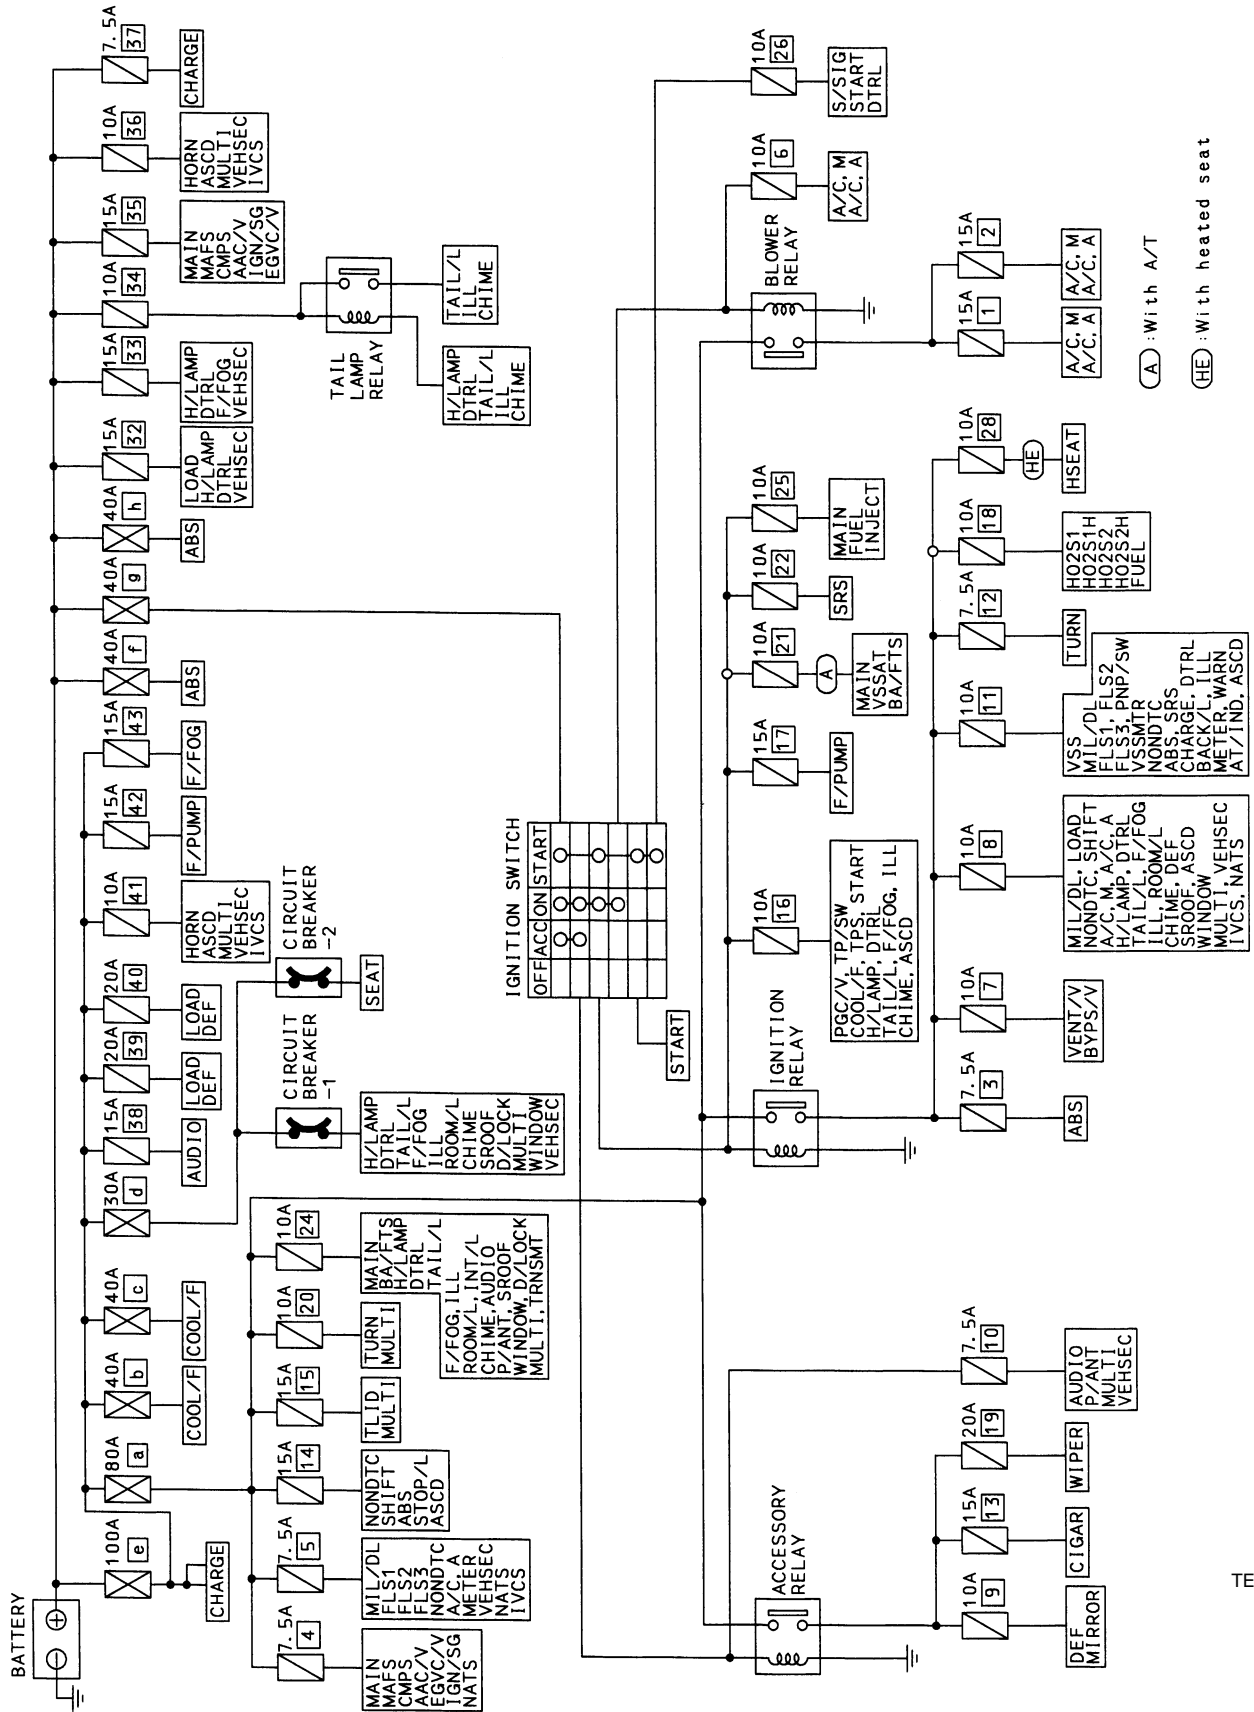 BATTERY
100A
e
CHARGE
80A
a
40A
b
COOL/F
40A
c
COOL/F
30A
d
15A
38
AUDIO
20A
39
LOAD
DEF
20A
40
LOAD
DEF
10A
41
HORN
ASCD
MULTI
VEHSEC
IVCS
15A
42
F/PUMP
15A
43
F/FOG
40A
f
ABS
40A
g
40A
h
ABS
15A
32
LOAD
H/LAMP
DTRL
VEHSEC
15A
33
H/LAMP
DTRL
F/FOG
VEHSEC
10A
34
15A
35
MAIN
MAFS
CMPS
AAC/V
IGN/SG
EGVC/V
10A
36
HORN
ASCD
MULTI
VEHSEC
IVCS
7.5A
37
CHARGE
7.5A
4
MAIN
MAFS
CMPS
AAC/V
EGVC/V
IGN/SG
NATS
7.5A
5
MIL/DL
FLS1
FLS2
FLS3
NONDTC
A/C, A
METER
VEHSEC
NATS
IVCS
15A
14
NONDTC
SHIFT
ABS
STOP/L
ASCD
15A
15
TLID
MULTI
10A
20
TURN
MULTI
10A
24
MAIN
BA/FTS
H/LAMP
DTRL
TAIL/L
F/FOG, ILL
ROOM/L, INT/L
CHIME, AUDIO
P/ANT, SROOF
WINDOW, D/LOCK
MULTI, TRNSMT
CIRCUIT
BREAKER
-1
H/LAMP
DTRL
TAIL/L
F/FOG
ILL
ROOM/L
CHIME
SROOF
D/LOCK
MULTI
WINDOW
VEHSEC
CIRCUIT
BREAKER
-2
SEAT
TAIL
LAMP
RELAY
H/LAMP
DTRL
TAIL/L
ILL
CHIME
TAIL/L
ILL
CHIME
IGNITION SWITCH
OFF
ACC
ON
START
START
ACCESSORY
RELAY
7.5A
10
AUDIO
P/ANT
MULTI
VEHSEC
10A
9
DEF
MIRROR
15A
13
CIGAR
20A
19
WIPER
IGNITION
RELAY
10A
16
PGC/V, TP/SW
COOL/F, TPS, START
H/LAMP, DTRL
TAIL/L, F/FOG, ILL
CHIME, ASCD
15A
17
F/PUMP
10A
21
A
MAIN
VSSAT
BA/FTS
10A
22
SRS
10A
25
MAIN
FUEL
INJECT
7.5A
3
ABS
10A
7
VENT/V
BYPS/V
10A
8
MIL/DL, LOAD
NONDTC, SHIFT
A/C, M, A/C, A
H/LAMP, DTRL
TAIL/L, F/FOG
ILL, ROOM/L
CHIME, DEF
SROOF, ASCD
WINDOW
MULTI, VEHSEC
IVCS, NATS
10A
11
VSS
MIL/DL
FLS1, FLS2
FLS3, PNP/SW
VSSMTR
NONDTC
ABS, SRS
CHARGE, DTRL
BACK/L, ILL
METER, WARN
AT/IND, ASCD
7.5A
12
TURN
10A
18
HO2S1
HO2S1H
HO2S2
HO2S2H
FUEL
10A
28
HE
HSEAT
BLOWER
RELAY
10A
6
A/C, M
A/C, A
10A
26
S/SIG
START
DTRL
15A
1
A/C, M
A/C, A
15A
2
A/C, M
A/C, A
A :With A/T
HE :With heated seat
TE